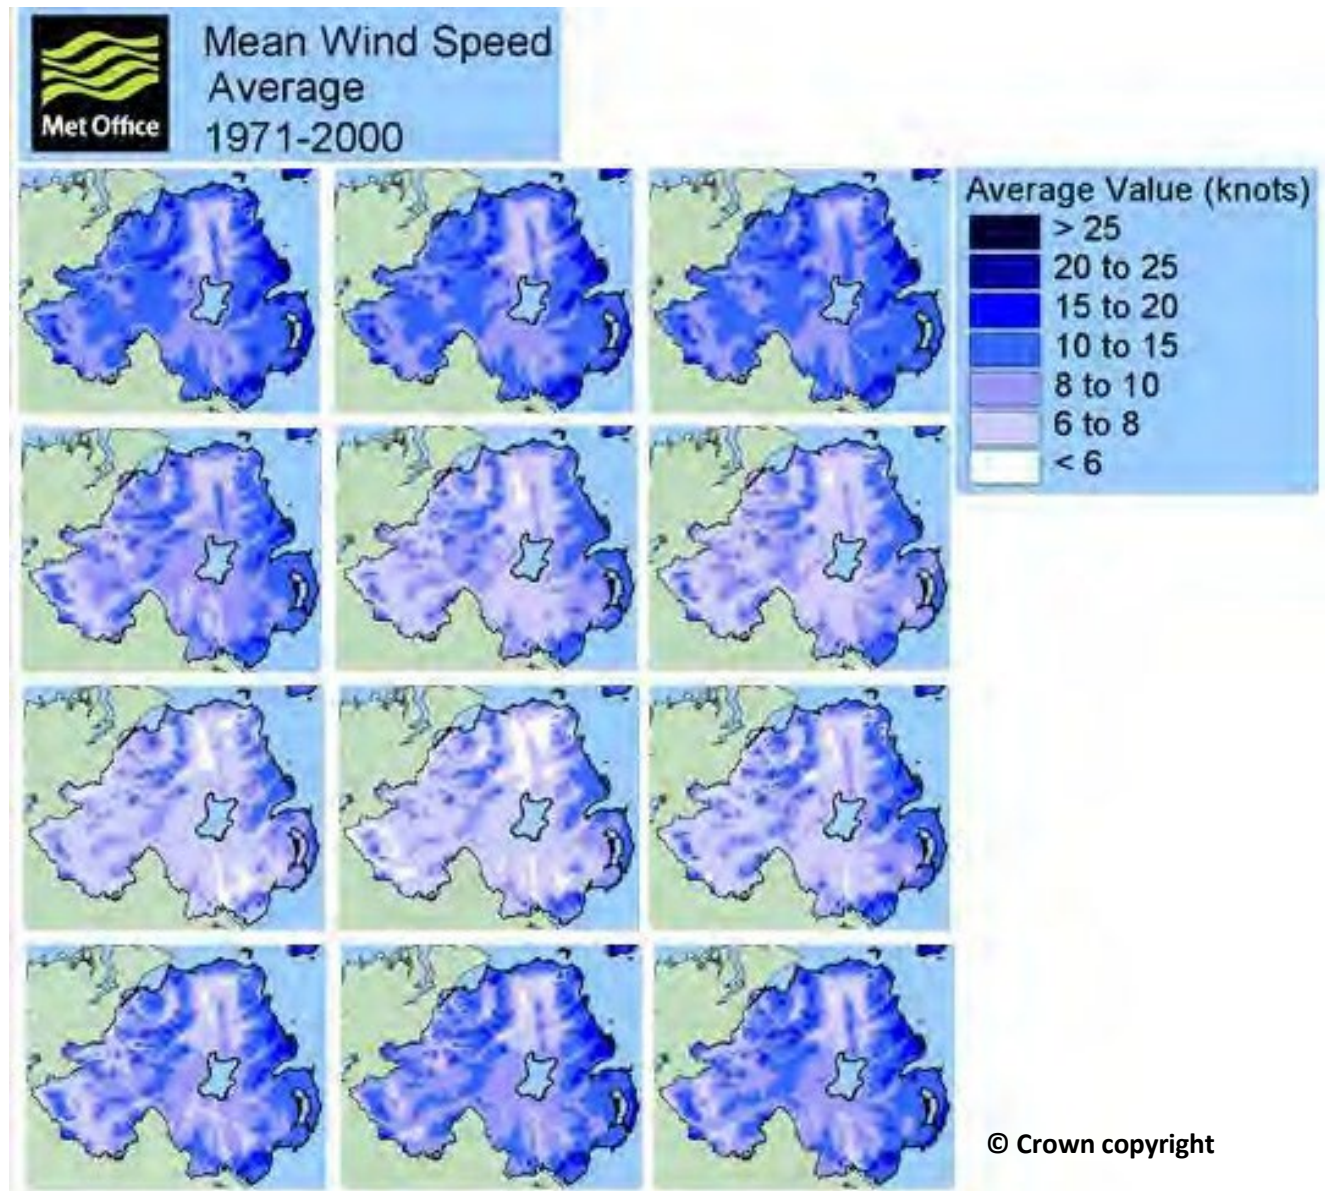 Met Office
Mean Wind Speed
Average
1971-2000
Average Value (knots)
> 25
20 to 25
15 to 20
10 to 15
8 to 10
6 to 8
< 6
© Crown copyright